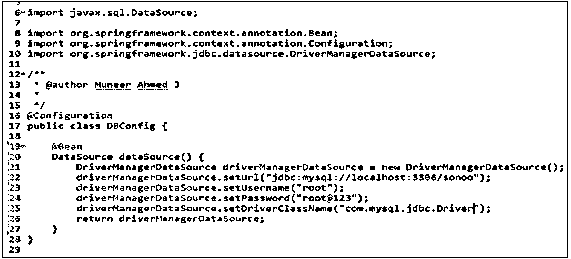 6 import javax.sql.DataSource;
7
8 import org.springframework.context.annotation.Bean;
9 import org.springframework.context.annotation.Configuration;
10 import org.springframework.jdbc.datasource.DriverManagerDataSource;
11
12 /**
13 * @author Muneer Ahmed J
14 *
15 */
16 @Configuration
17 public class DBConfig {
18
19 @Bean
20 DataSource dataSource() {
21 DriverManagerDataSource driverManagerDataSource = new DriverManagerDataSource();
22 driverManagerDataSource.setUrl("jdbc:mysql://localhost:3306/sonoo");
23 driverManagerDataSource.setUsername("root");
24 driverManagerDataSource.setPassword("root@123");
25 driverManagerDataSource.setDriverClassName("com.mysql.jdbc.Driver");
26 return driverManagerDataSource;
27 }
28 }
29